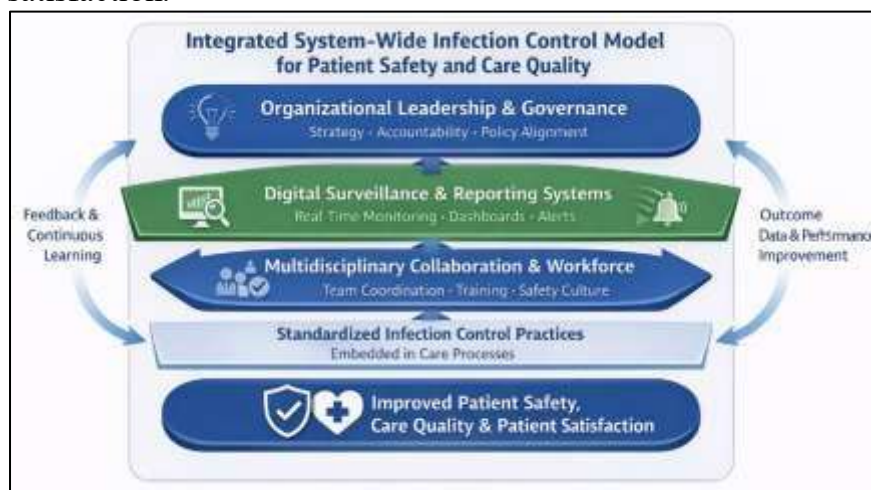 Integrated System-Wide Infection Control Model
for Patient Safety and Care Quality
Organizational Leadership & Governance
Strategy · Accountability · Policy Alignment
Digital Surveillance & Reporting Systems
Real Time Monitoring · Dashboards · Alerts
Feedback &
Continuous
Learning
Outcome
Data & Performance
Improvement
Multidisciplinary Collaboration & Workforce
Team Coordination · Training · Safety Culture
Standardized Infection Control Practices
Embedded in Care Processes
Improved Patient Safety,
Care Quality & Patient Satisfaction